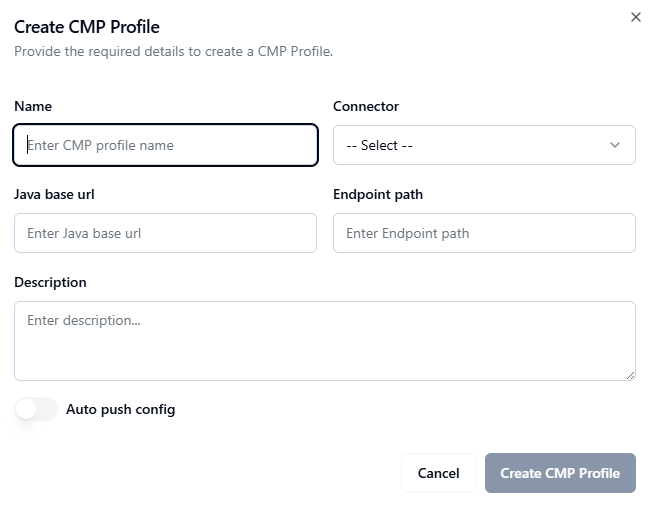 Create CMP Profile
Provide the required details to create a CMP Profile.
Name
Connector
Enter CMP profile name
-- Select --
Java base url
Endpoint path
Enter Java base url
Enter Endpoint path
Description
Enter description...
Auto push config
Cancel
Create CMP Profile